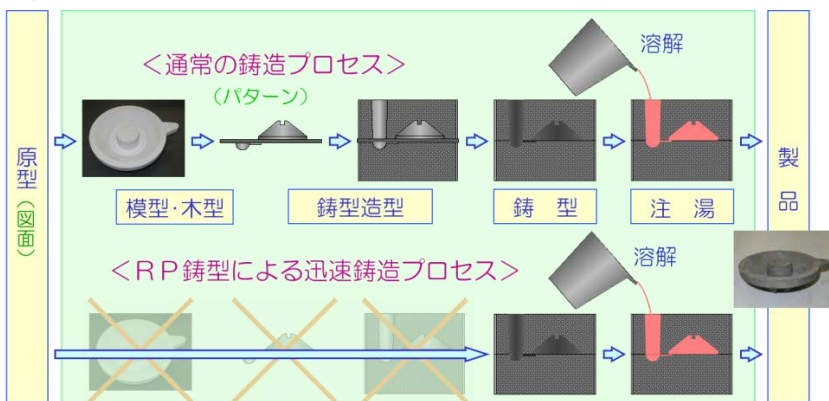 ＜通常の鋳造プロセス＞
（パターン）
溶解
原型（図面）
模型･木型
鋳型造型
鋳　型
注　湯
製　品
＜ＲＰ鋳型による迅速鋳造プロセス＞
溶解